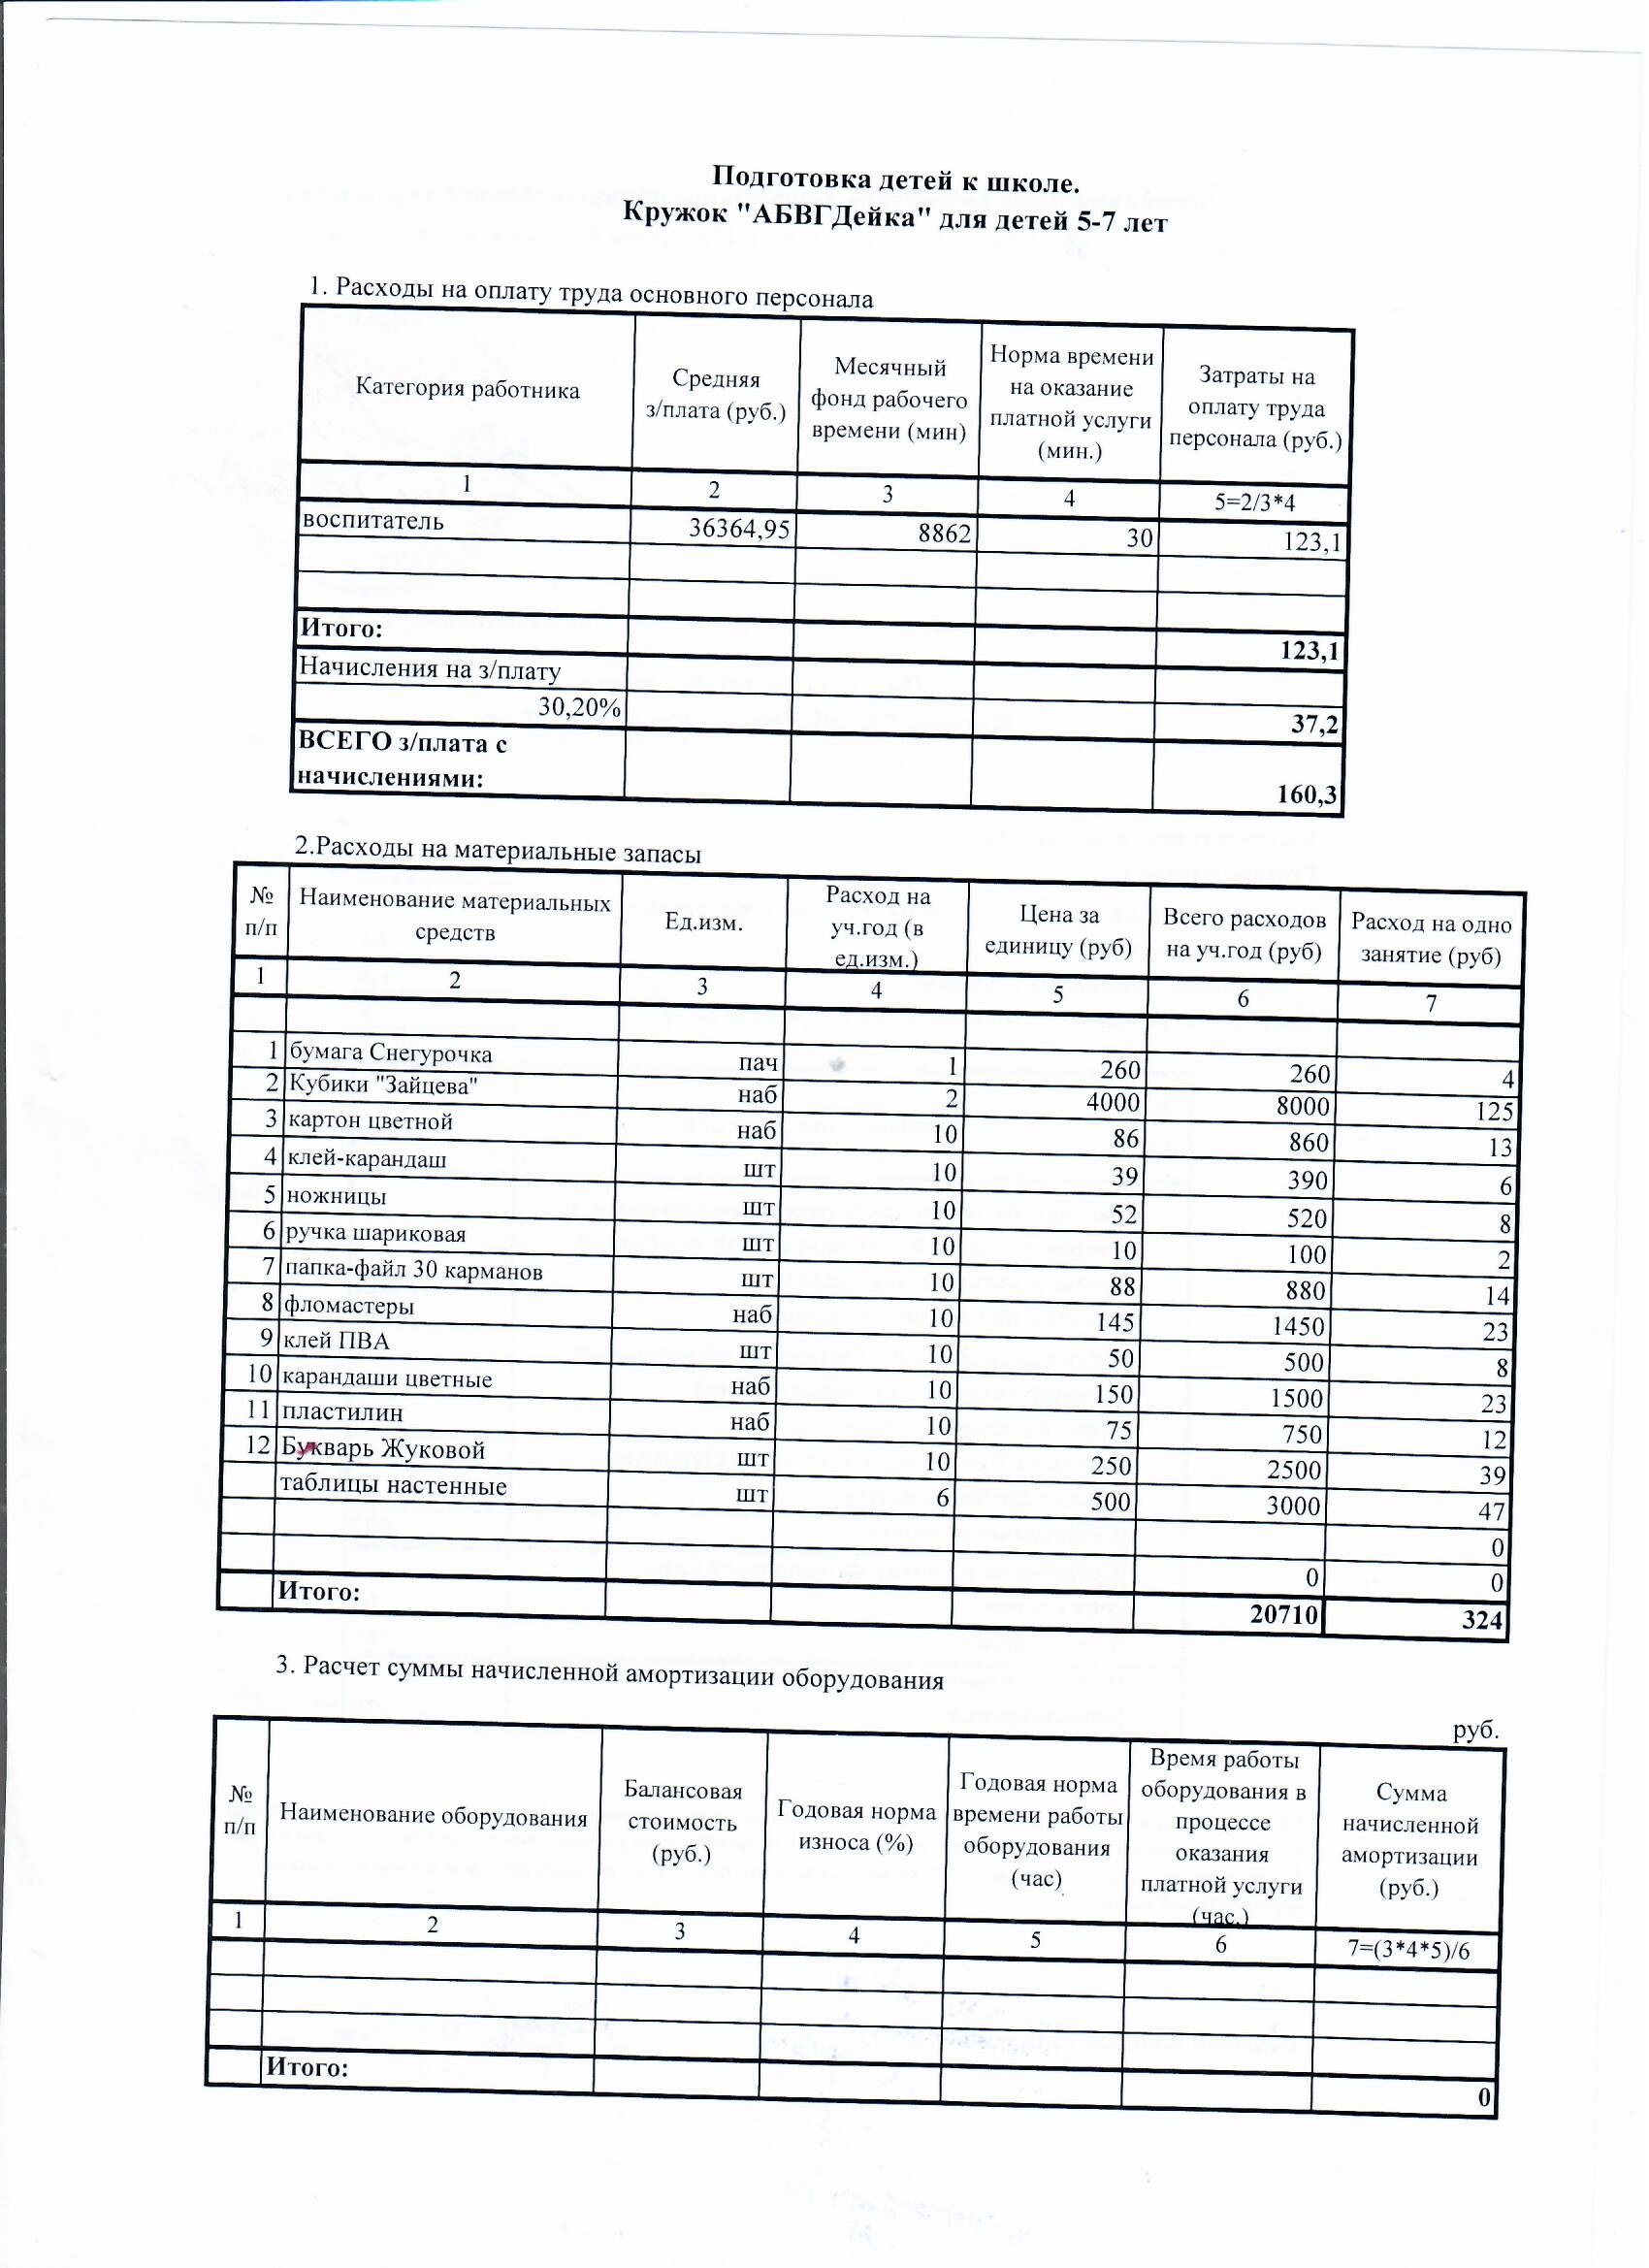 Подготовка детей к школе.
Кружок "АБВГДейка" для детей 5-7 лет
1. Расходы на оплату труда основного персонала
Категория работника | Средняя з/плата (руб.) | Месячный фонд рабочего времени (мин) | Норма времени на оказание платной услуги (мин.) | Затраты на оплату труда персонала (руб.)
1 | 2 | 3 | 4 | 5=2/3*4
воспитатель | 36364,95 | 8862 | 30 | 123,1
Итого: | 123,1
Начисления на з/плату
30,20% | 37,2
ВСЕГО з/плата с начислениями: | 160,3
2.Расходы на материальные запасы
№ п/п | Наименование материальных средств | Ед.изм. | Расход на уч.год (в ед.изм.) | Цена за единицу (руб) | Всего расходов на уч.год (руб) | Расход на одно занятие (руб)
1 | 2 | 3 | 4 | 5 | 6 | 7
1 | бумага Снегурочка | пач | 1 | 260 | 260 | 4
2 | Кубики "Зайцева" | наб | 2 | 4000 | 8000 | 125
3 | картон цветной | наб | 10 | 86 | 860 | 13
4 | клей-карандаш | шт | 10 | 39 | 390 | 6
5 | ножницы | шт | 10 | 52 | 520 | 8
6 | ручка шариковая | шт | 10 | 10 | 100 | 2
7 | папка-файл 30 карманов | шт | 10 | 88 | 880 | 14
8 | фломастеры | наб | 10 | 145 | 1450 | 23
9 | клей ПВА | шт | 10 | 50 | 500 | 8
10 | карандаши цветные | наб | 10 | 150 | 1500 | 23
11 | пластилин | наб | 10 | 75 | 750 | 12
12 | Букварь Жуковой | шт | 10 | 250 | 2500 | 39
таблицы настенные | шт | 6 | 500 | 3000 | 47
0
0 | 0
Итого: | 20710 | 324
3. Расчет суммы начисленной амортизации оборудования
руб.
№ п/п | Наименование оборудования | Балансовая стоимость (руб.) | Годовая норма износа (%) | Годовая норма времени работы оборудования (час) | Время работы оборудования в процессе оказания платной услуги (час.) | Сумма начисленной амортизации (руб.)
1 | 2 | 3 | 4 | 5 | 6 | 7=(3*4*5)/6
Итого: | 0